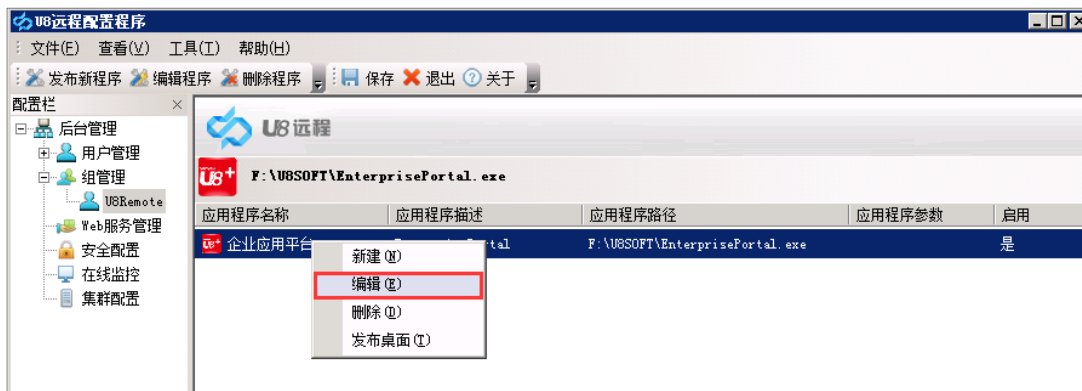 U8远程配置程序
文件(F) 查看(V) 工具(T) 帮助(H)
发布新程序 编辑程序 删除程序 保存 退出 关于
配置栏
后台管理
用户管理
组管理
U8Remote
Web服务管理
安全配置
在线监控
集群配置
U8远程
U8+ F:\U8SOFT\EnterprisePortal.exe
应用程序名称 应用程序描述 应用程序路径 应用程序参数 启用
U8+ 企业应用平台 tal F:\U8SOFT\EnterprisePortal.exe 是
新建(N)
编辑(E)
删除(D)
发布桌面(T)